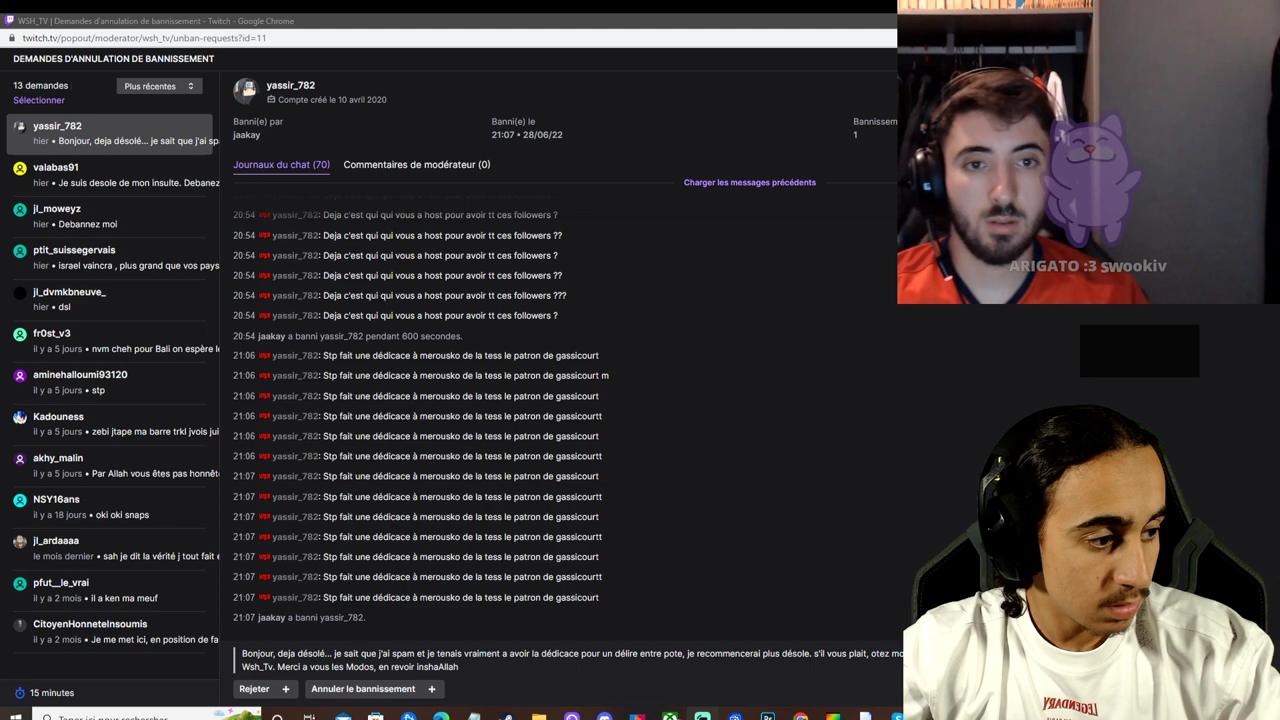 WSH_TV | Demandes d'annulation de bannissement - Twitch - Google Chrome
twitch.tv/popout/moderator/wsh_tv/unban-requests?id=11
DEMANDES D'ANNULATION DE BANNISSEMENT
13 demandes
Plus récentes
Sélectionner
yassir_782
hier • Bonjour, deja désolé... je sait que j'ai sp
valabas91
hier • Je suis desole de mon insulte. Debanez
jl_moweyz
hier • Debannez moi
ptit_suissegervais
hier • israel vaincra , plus grand que vos pays
jl_dvmkbneuve_
hier • dsl
fr0st_v3
il y a 5 jours • nvm cheh pour Bali on espère l
aminehalloumi93120
il y a 5 jours • stp
Kadouness
il y a 5 jours • zebi jtape ma barre trkl jvois jui
akhy_malin
il y a 5 jours • Par Allah vous êtes pas honnêt
NSY16ans
il y a 18 jours • oki oki snaps
jl_ardaaaa
le mois dernier • sah je dit la vérité j tout fait
pfut__le_vrai
il y a 2 mois • il a ken ma meuf
CitoyenHonneteInsoumis
il y a 2 mois • Je me met ici, en position de fa
15 minutes
yassir_782
Compte créé le 10 avril 2020
Banni(e) par
jaakay
Banni(e) le
21:07 • 28/06/22
Bannissem
1
Journaux du chat (70)
Commentaires de modérateur (0)
Charger les messages précédents
20:54 yassir_782: Deja c'est qui qui vous a host pour avoir tt ces followers ?
20:54 yassir_782: Deja c'est qui qui vous a host pour avoir tt ces followers ??
20:54 yassir_782: Deja c'est qui qui vous a host pour avoir tt ces followers ?
20:54 yassir_782: Deja c'est qui qui vous a host pour avoir tt ces followers ??
20:54 yassir_782: Deja c'est qui qui vous a host pour avoir tt ces followers ???
20:54 yassir_782: Deja c'est qui qui vous a host pour avoir tt ces followers ?
20:54 jaakay a banni yassir_782 pendant 600 secondes.
21:06 yassir_782: Stp fait une dédicace à merousko de la tess le patron de gassicourt
21:06 yassir_782: Stp fait une dédicace à merousko de la tess le patron de gassicourt m
21:06 yassir_782: Stp fait une dédicace à merousko de la tess le patron de gassicourt
21:06 yassir_782: Stp fait une dédicace à merousko de la tess le patron de gassicourtt
21:06 yassir_782: Stp fait une dédicace à merousko de la tess le patron de gassicourt
21:06 yassir_782: Stp fait une dédicace à merousko de la tess le patron de gassicourtt
21:07 yassir_782: Stp fait une dédicace à merousko de la tess le patron de gassicourt
21:07 yassir_782: Stp fait une dédicace à merousko de la tess le patron de gassicourtt
21:07 yassir_782: Stp fait une dédicace à merousko de la tess le patron de gassicourt
21:07 yassir_782: Stp fait une dédicace à merousko de la tess le patron de gassicourtt
21:07 yassir_782: Stp fait une dédicace à merousko de la tess le patron de gassicourt
21:07 yassir_782: Stp fait une dédicace à merousko de la tess le patron de gassicourtt
21:07 yassir_782: Stp fait une dédicace à merousko de la tess le patron de gassicourt
21:07 jaakay a banni yassir_782.
Bonjour, deja désolé... je sait que j'ai spam et je tenais vraiment a avoir la dédicace pour un délire entre pote, je recommencerai plus désole. s'il vous plait, otez mo
Wsh_Tv. Merci a vous les Modos, en revoir inshaAllah
Rejeter +
Annuler le bannissement +
ARIGATO :3 swookiv
LEGENDARY
Taper ici pour rechercher